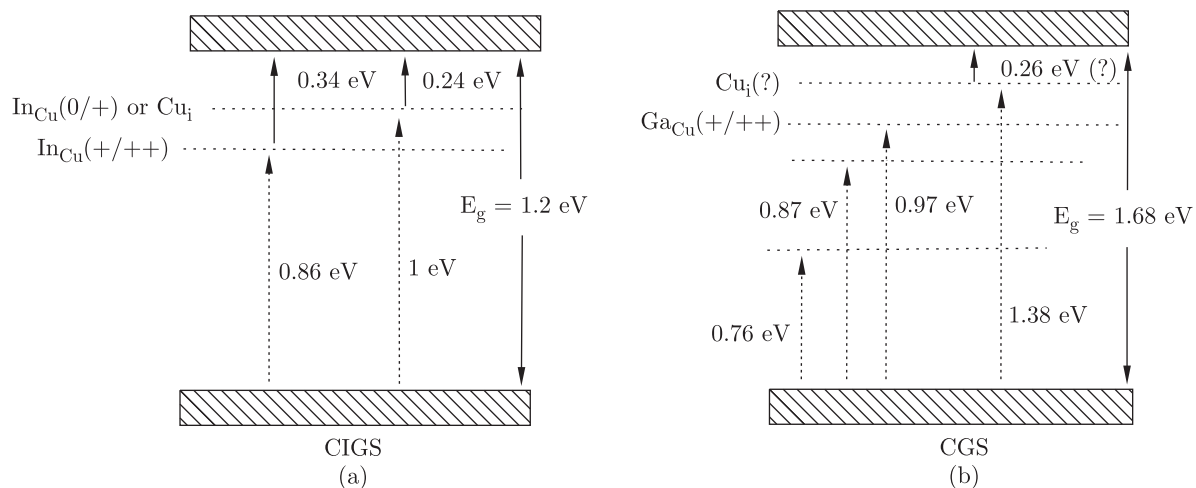 0.34 eV
0.24 eV
In_Cu(0/+) or Cu_i
In_Cu(+/++)
E_g = 1.2 eV
0.86 eV
1 eV
CIGS
(a)
0.26 eV (?)
Cu_i(?)
Ga_Cu(+/++)
0.87 eV
0.97 eV
E_g = 1.68 eV
0.76 eV
1.38 eV
CGS
(b)